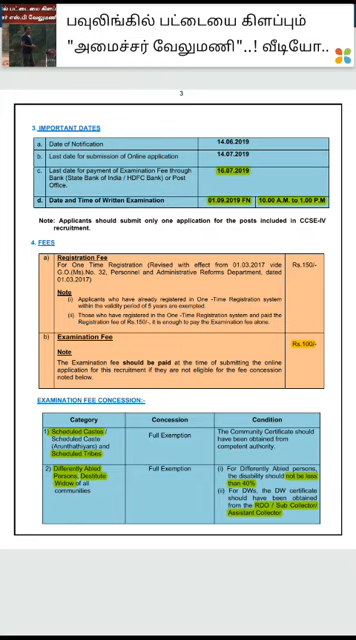 பவுலிங்கில் பட்டையை கிளப்பும்
"அமைச்சர் வேலுமணி"..! வீடியோ..
3
3. IMPORTANT DATES
a. Date of Notification 14.06.2019
b. Last date for submission of Online application 14.07.2019
c. Last date for payment of Examination Fee through
Bank (State Bank of India / HDFC Bank) or Post
Office. 16.07.2019
d. Date and Time of Written Examination 01.09.2019 FN 10.00 A.M. to 1.00 P.M
Note: Applicants should submit only one application for the posts included in CCSE-IV
recruitment.
4. FEES
a) Registration Fee
For One Time Registration (Revised with effect from 01.03.2017 vide
G.O.(Ms).No. 32, Personnel and Administrative Reforms Department, dated
01.03.2017) Rs.150/-
Note
(i) Applicants who have already registered in One -Time Registration system
within the validity period of 5 years are exempted.
(ii) Those who have registered in the One -Time Registration system and paid the
Registration fee of Rs.150/-, it is enough to pay the Examination fee alone.
b) Examination Fee
Rs.100/-
Note
The Examination fee should be paid at the time of submitting the online
application for this recruitment if they are not eligible for the fee concession
noted below.
EXAMINATION FEE CONCESSION:-
Category Concession Condition
1) Scheduled Castes /
Scheduled Caste
(Arunthathiyars) and
Scheduled Tribes
Full Exemption
The Community Certificate should
have been obtained from
competent authority.
2) Differently Abled
Persons, Destitute
Widow of all
communities
Full Exemption
(i) For Differently Abled persons,
the disability should not be less
than 40%
(ii) For DWs, the DW certificate
should have been obtained
from the RDO / Sub Collector/
Assistant Collector